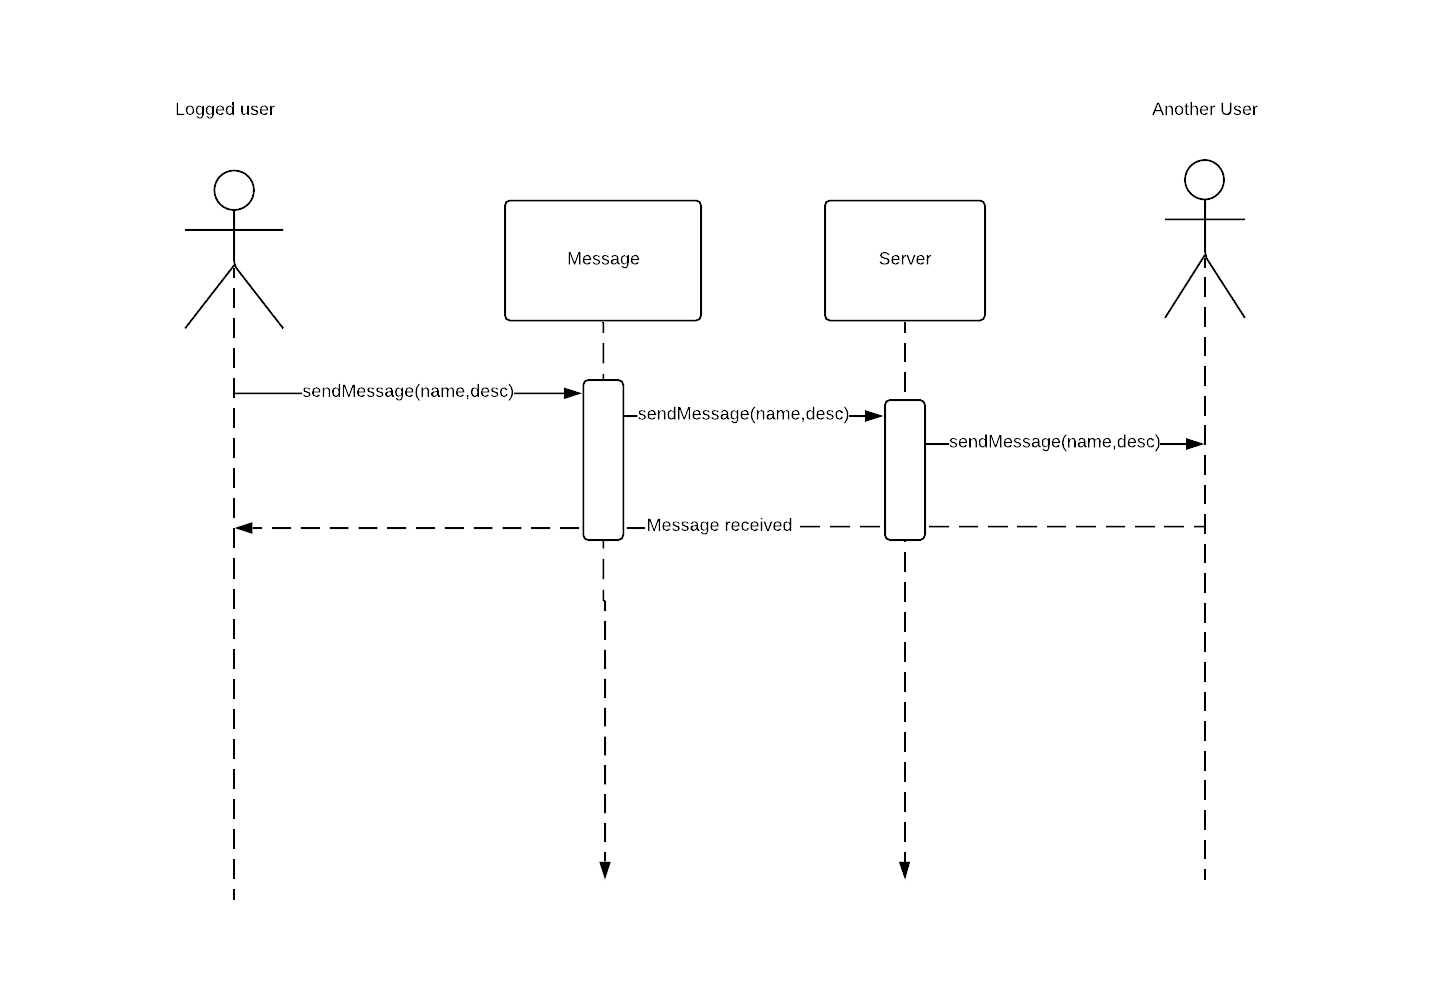 Logged user
Another User
Message
Server
sendMessage(name,desc)
sendMessage(name,desc)
sendMessage(name,desc)
Message received